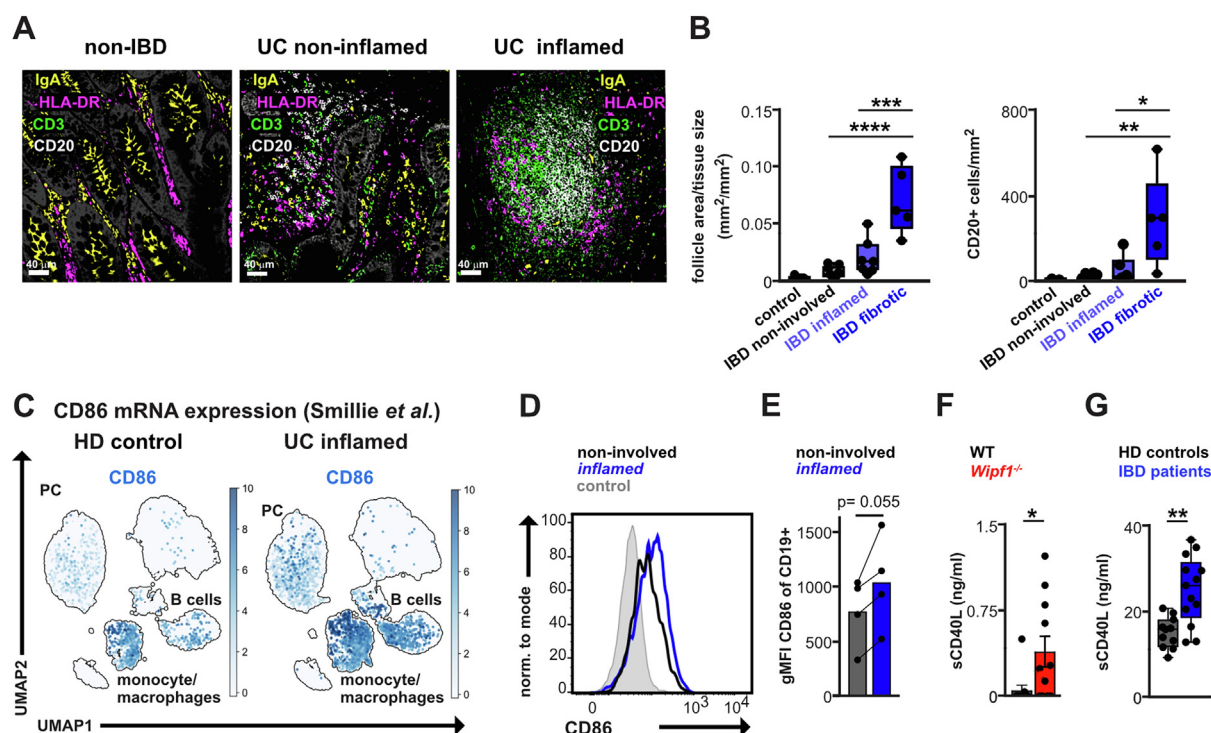 A
non-IBD
UC non-inflamed
UC inflamed
IgA
HLA-DR
CD3
CD20
40 µm
IgA
HLA-DR
CD3
CD20
40 µm
IgA
HLA-DR
CD3
CD20
40 µm
B
follicle area/tissue size
(mm²/mm²)
0.15
0.10
0.05
0
***
****
control
IBD non-involved
IBD inflamed
IBD fibrotic
CD20+ cells/mm²
800
400
0
*
**
control
IBD non-involved
IBD inflamed
IBD fibrotic
C
CD86 mRNA expression (Smillie et al.)
HD control
UC inflamed
CD86
CD86
PC
B cells
monocyte/
macrophages
10
8
6
4
2
0
PC
B cells
monocyte/
macrophages
10
8
6
4
2
0
UMAP2
UMAP1
D
non-involved
inflamed
control
norm. to mode
100
80
60
40
20
0
0
10³
10⁴
CD86
E
non-involved
inflamed
p= 0.055
gMFI CD86 of CD19+
1500
1000
500
0
F
WT
Wipf1-/-
*
sCD40L (ng/ml)
1.5
0.75
0
G
HD controls
IBD patients
**
sCD40L (ng/ml)
40
20
0